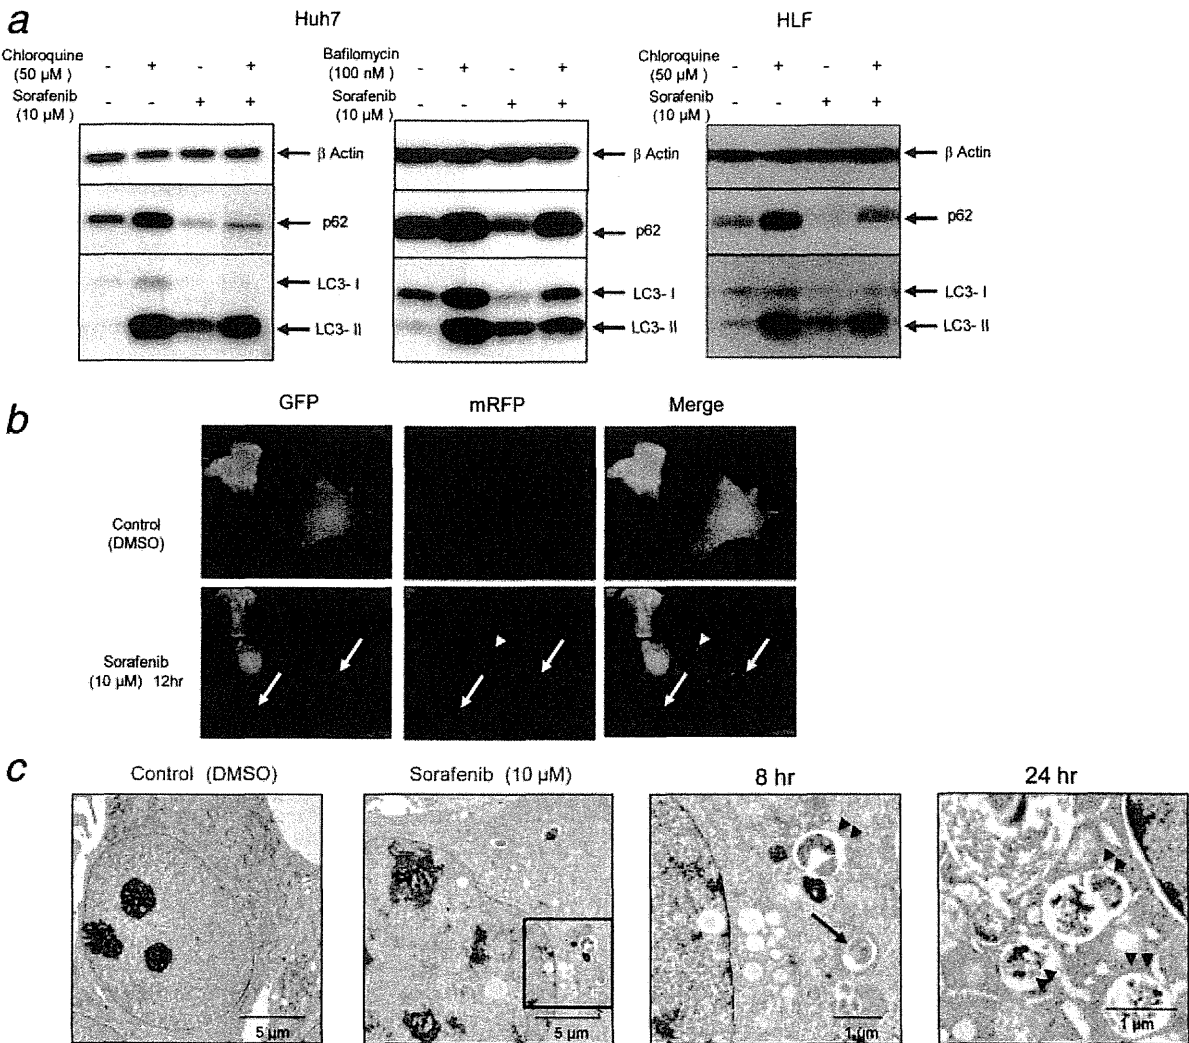 a
Huh7
HLF
Chloroquine
(50 µM )
- + - +
Sorafenib
(10 µM )
- - + +
β Actin
p62
LC3- I
LC3- II
Bafilomycin
(100 nM )
- + - +
Sorafenib
(10 µM )
- - + +
β Actin
p62
LC3- I
LC3- II
Chloroquine
(50 µM )
- + - +
Sorafenib
(10 µM )
- - + +
β Actin
p62
LC3- I
LC3- II
b
GFP mRFP Merge
Control
(DMSO)
Sorafenib
(10 µM) 12hr
c
Control (DMSO)
Sorafenib (10 µM)
8 hr
24 hr
5 µm
5 µm
1 µm
1 µm